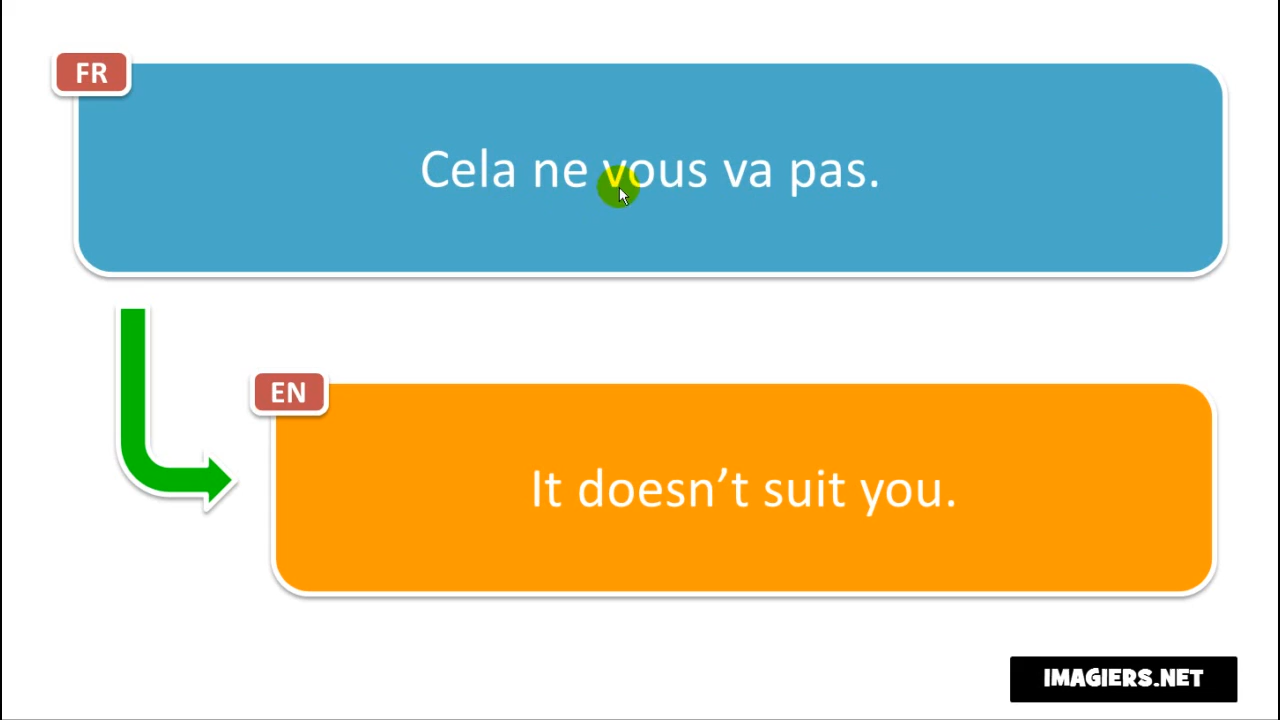 FR
Cela ne vous va pas.
EN
It doesn’t suit you.
IMAGIERS.NET